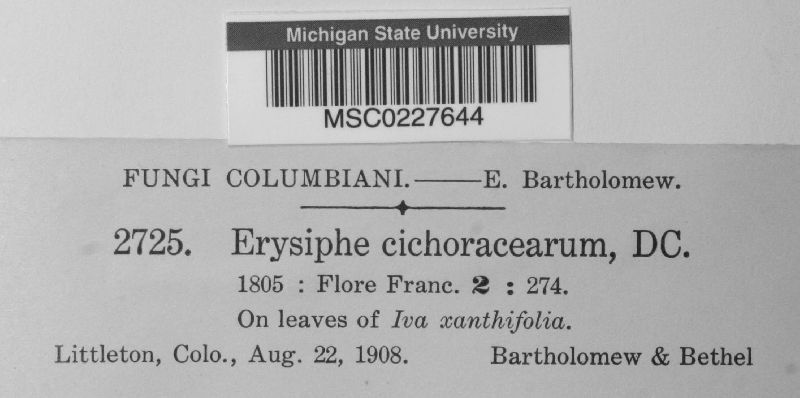 Michigan State University
MSC0227644
FUNGI COLUMBIANI.——E. Bartholomew.
2725. Erysiphe cichoracearum, DC.
1805 : Flore Franc. 2 : 274.
On leaves of Iva xanthifolia.
Littleton, Colo., Aug. 22, 1908. Bartholomew & Bethel